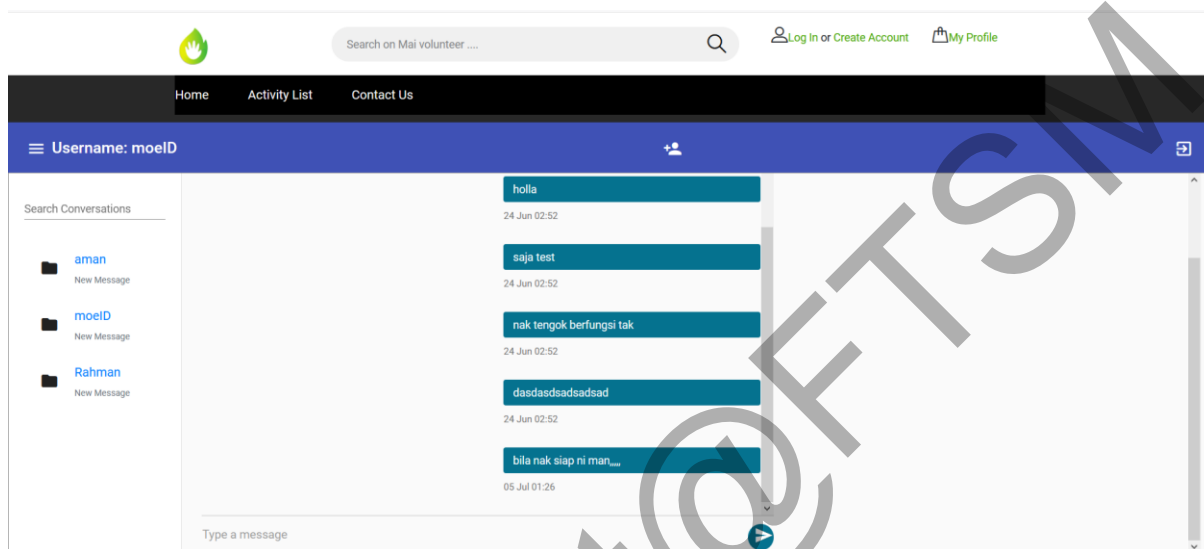 Search on Mai volunteer ....
Log In or Create Account
My Profile
Home
Activity List
Contact Us
Username: moeID
Search Conversations
aman
New Message
moeID
New Message
Rahman
New Message
holla
24 Jun 02:52
saja test
24 Jun 02:52
nak tengok berfungsi tak
24 Jun 02:52
dasdasdsadsadsad
24 Jun 02:52
bila nak siap ni man,,,,,
05 Jul 01:26
Type a message
@FTSM